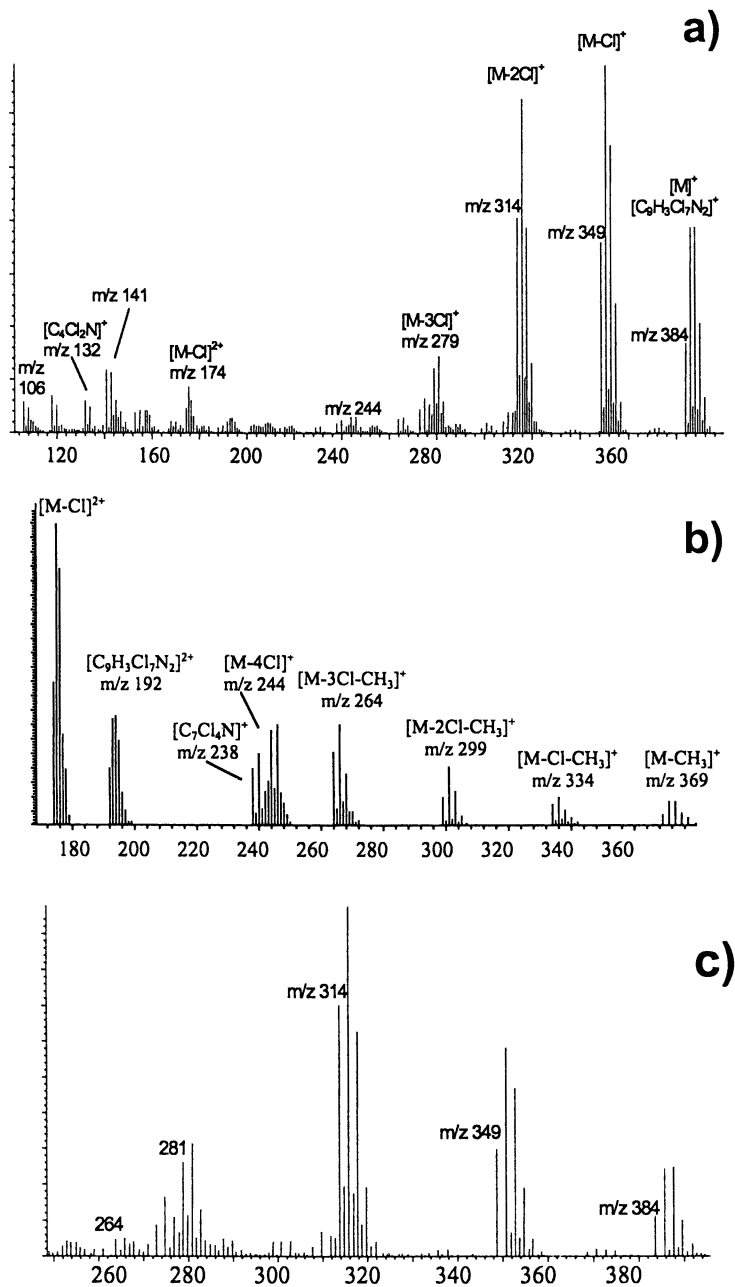 a)
[M-Cl]⁺
[M-2Cl]⁺
[M]⁺
[C₉H₃Cl₇N₂]⁺
m/z 314
m/z 349
m/z 384
m/z 141
[C₄Cl₂N]⁺
m/z 132
[M-Cl]²⁺
m/z 174
[M-3Cl]⁺
m/z 279
m/z
106
m/z 244
120 160 200 240 280 320 360
[M-Cl]²⁺
b)
[C₉H₃Cl₇N₂]²⁺
m/z 192
[M-4Cl]⁺
m/z 244
[M-3Cl-CH₃]⁺
m/z 264
[C₇Cl₄N]⁺
m/z 238
[M-2Cl-CH₃]⁺
m/z 299
[M-Cl-CH₃]⁺
m/z 334
[M-CH₃]⁺
m/z 369
180 200 220 240 260 280 300 320 340 360
c)
m/z 314
281
264
m/z 349
m/z 384
260 280 300 320 340 360 380